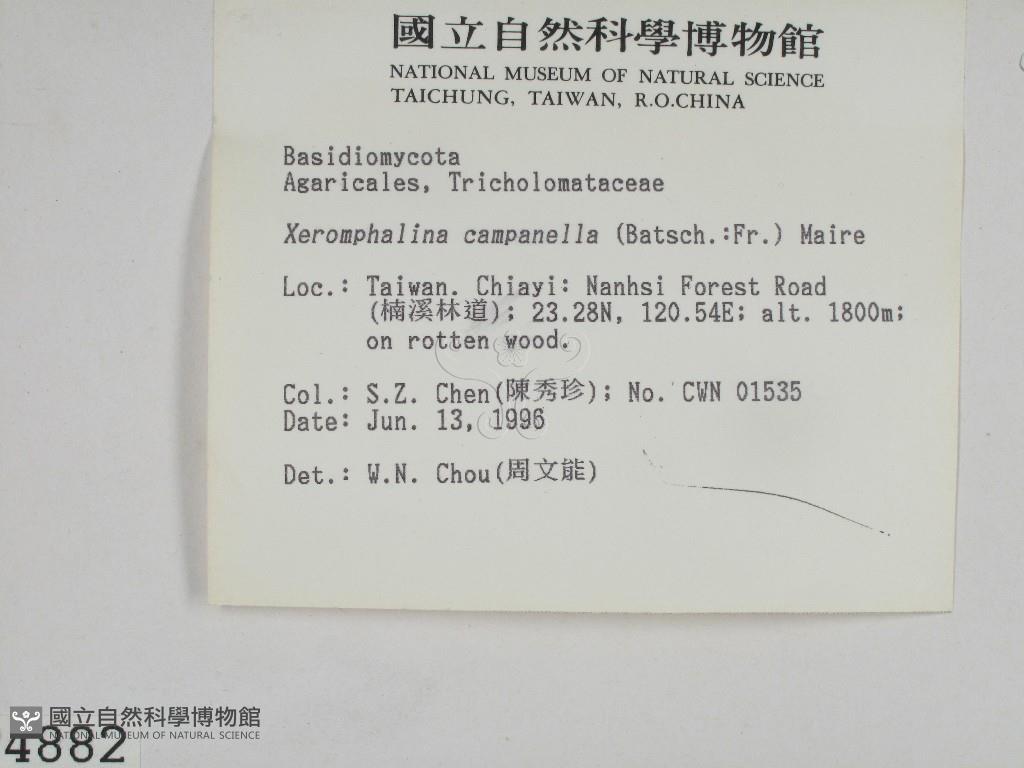 國立自然科學博物館
NATIONAL MUSEUM OF NATURAL SCIENCE
TAICHUNG, TAIWAN, R.O.CHINA
Basidiomycota
Agaricales, Tricholomataceae
Xeromphalina campanella (Batsch.:Fr.) Maire
Loc.: Taiwan. Chiayi: Nanhsi Forest Road
(楠溪林道); 23.28N, 120.54E; alt. 1800m;
on rotten wood.
Col.: S.Z. Chen(陳秀珍); No. CWN 01535
Date: Jun. 13, 1996
Det.: W.N. Chou(周文能)
國立自然科學博物館
NATIONAL MUSEUM OF NATURAL SCIENCE
4882